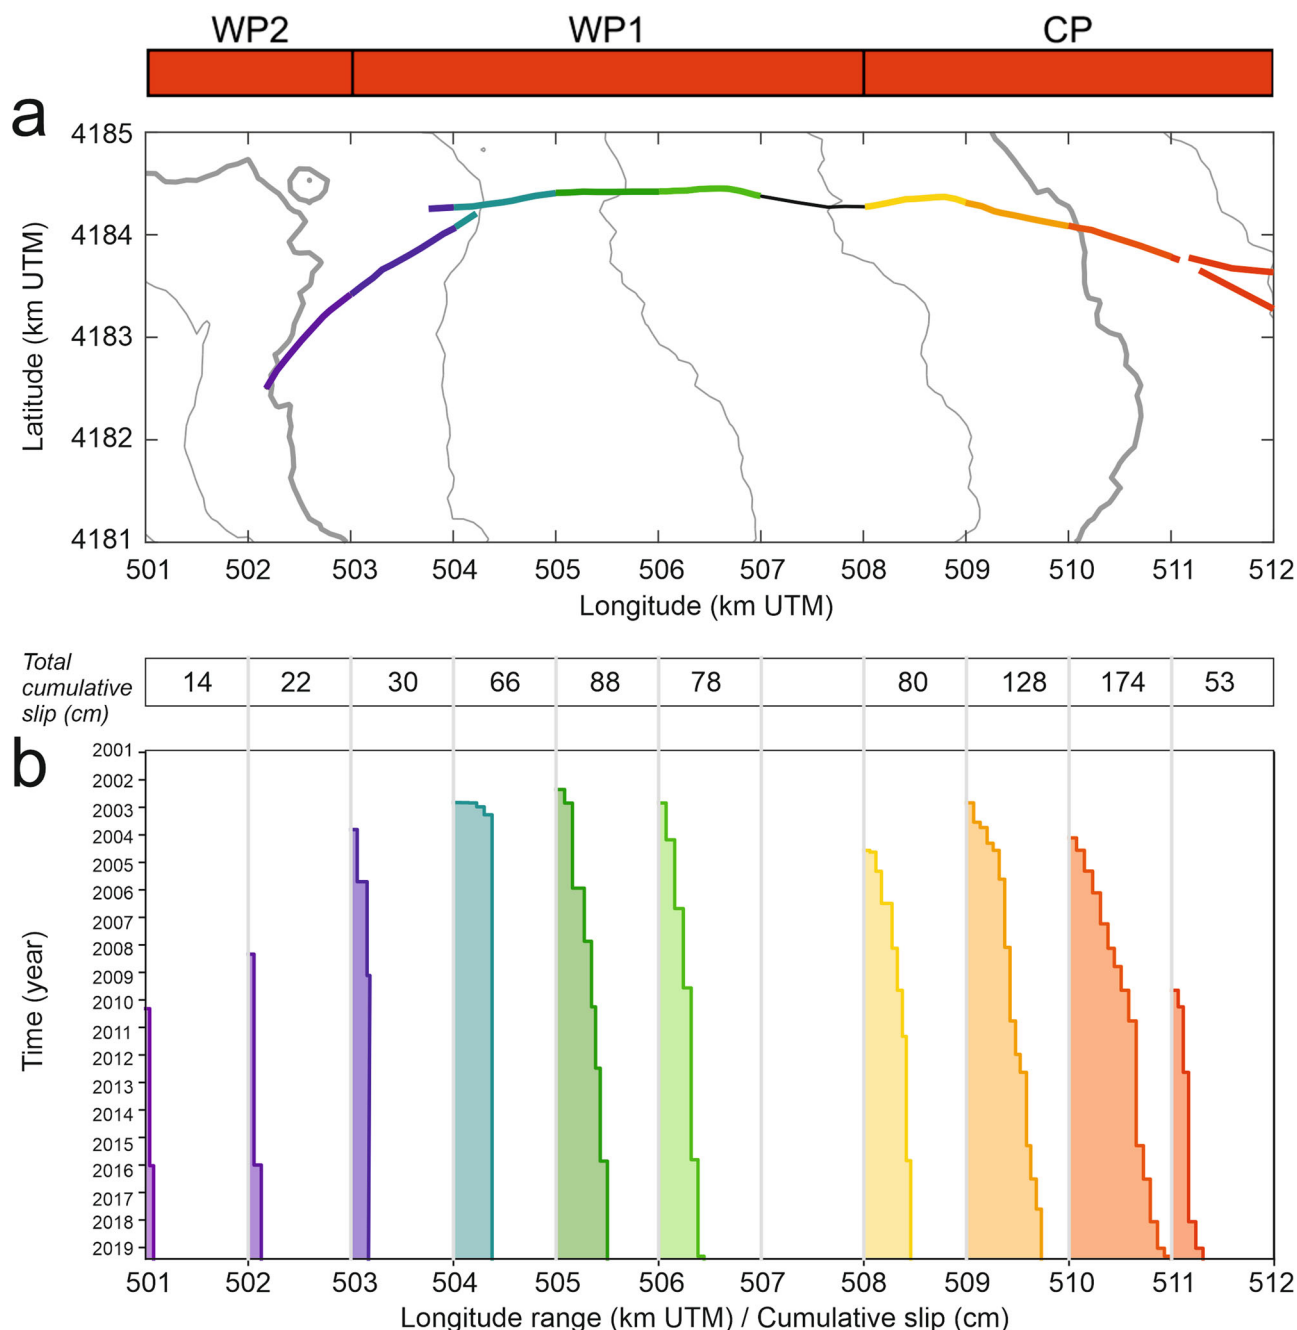 WP2 WP1 CP
a
4185
4184
4183
4182
4181
Latitude (km UTM)
501 502 503 504 505 506 507 508 509 510 511 512
Longitude (km UTM)
Total
cumulative
slip (cm)
14 22 30 66 88 78 80 128 174 53
b
2001
2002
2003
2004
2005
2006
2007
2008
2009
2010
2011
2012
2013
2014
2015
2016
2017
2018
2019
Time (year)
501 502 503 504 505 506 507 508 509 510 511 512
Longitude range (km UTM) / Cumulative slip (cm)